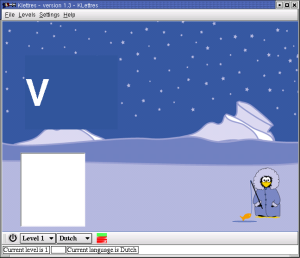 Klettres - version 1.3 - KLettres
File Levels Settings Help
V
Level 1 Dutch
Current level is 1 Current language is Dutch